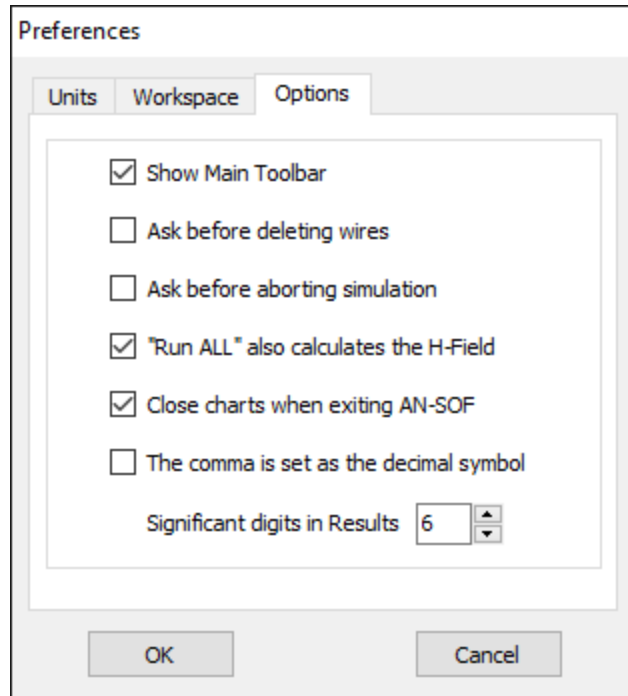 Preferences
Units Workspace Options
Show Main Toolbar
Ask before deleting wires
Ask before aborting simulation
"Run ALL" also calculates the H-Field
Close charts when exiting AN-SOF
The comma is set as the decimal symbol
Significant digits in Results 6
OK Cancel